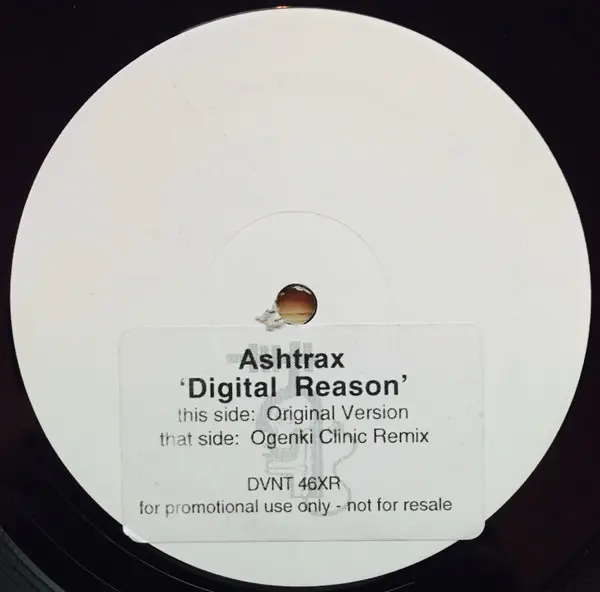 Ashtrax
‘Digital Reason’
this side: Original Version
that side: Ogenki Clinic Remix
DVNT 46XR
for promotional use only - not for resale